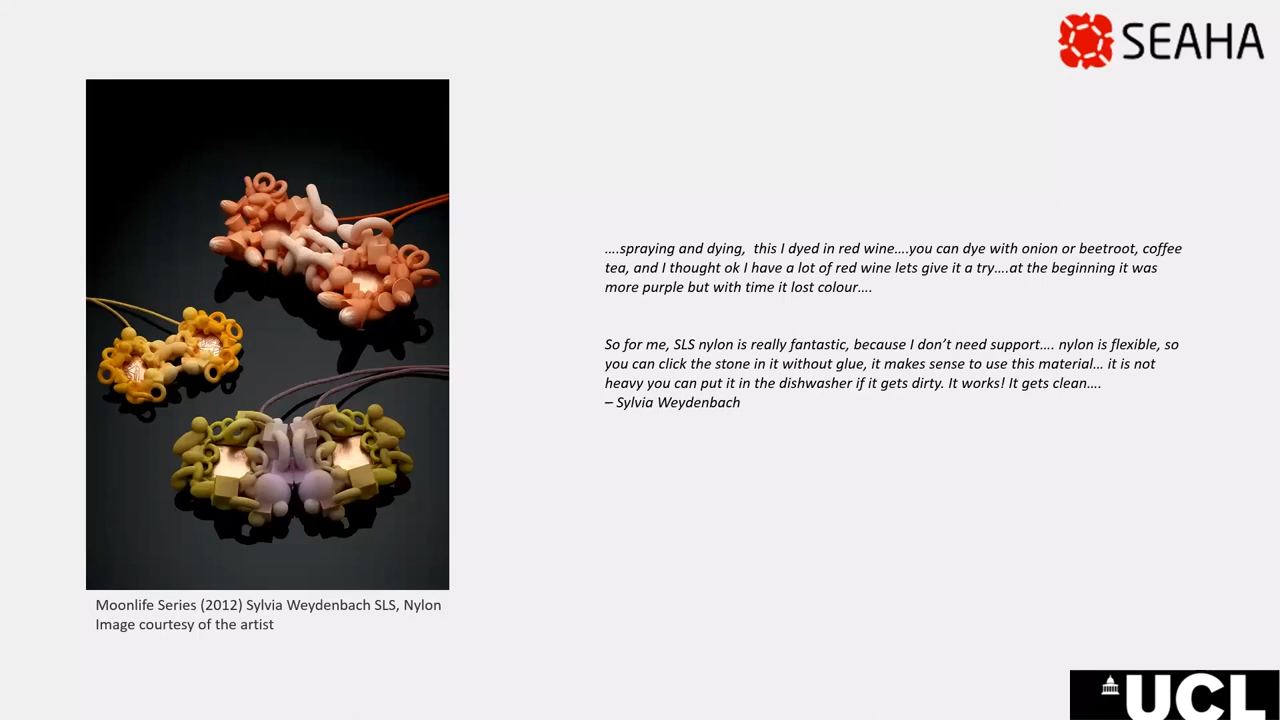 SEAHA
….spraying and dying,  this I dyed in red wine….you can dye with onion or beetroot, coffee
tea, and I thought ok I have a lot of red wine lets give it a try….at the beginning it was
more purple but with time it lost colour….
So for me, SLS nylon is really fantastic, because I don’t need support…. nylon is flexible, so
you can click the stone in it without glue, it makes sense to use this material… it is not
heavy you can put it in the dishwasher if it gets dirty. It works! It gets clean….
– Sylvia Weydenbach
Moonlife Series (2012) Sylvia Weydenbach SLS, Nylon
Image courtesy of the artist
UCL